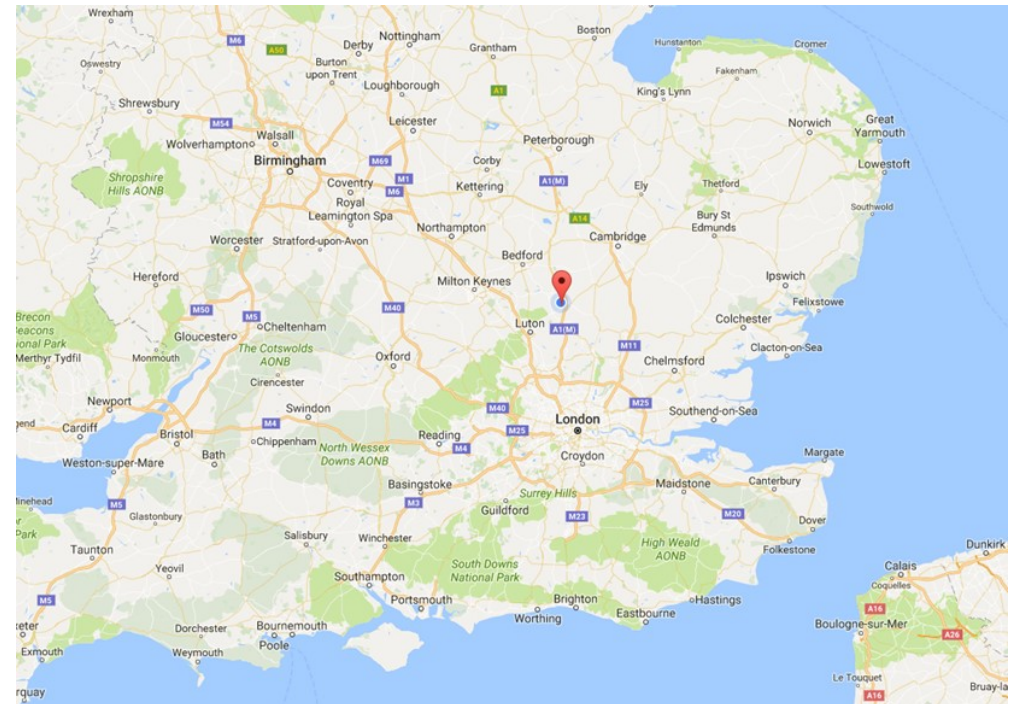 Wrexham
M6
A50
Derby
Nottingham
Grantham
Boston
Hunstanton
Cromer
Oswestry
Burton
upon Trent
Loughborough
A1
King's Lynn
Fakenham
Shrewsbury
M54
Walsall
Leicester
Peterborough
Norwich
Great
Yarmouth
Wolverhampton
Birmingham
M69
Corby
Lowestoft
Shropshire
Hills AONB
Coventry
M1
M6
Kettering
A1(M)
Ely
Thetford
Royal
Leamington Spa
Northampton
A14
Bury St
Edmunds
Southwold
Worcester
Stratford-upon-Avon
Cambridge
Bedford
Hereford
Milton Keynes
Ipswich
Felixstowe
M50
M5
M40
Brecon
Beacons
ional Park
Cheltenham
Gloucester
Luton
A1(M)
Colchester
Merthyr Tydfil
Monmouth
The Cotswolds
AONB
Oxford
M11
Chelmsford
Clacton-on-Sea
Cirencester
Newport
Swindon
M40
M25
Southend-on-Sea
end
Cardiff
Bristol
M4
Chippenham
Reading
M4
M25
London
Weston-super-Mare
Bath
North Wessex
Downs AONB
Croydon
Margate
Minehead
M5
Basingstoke
M3
Surrey Hills
Maidstone
Canterbury
r
Park
Glastonbury
Guildford
M23
M20
Dover
Taunton
Salisbury
Winchester
High Weald
AONB
Folkestone
Dunkirk
Yeovil
Southampton
South Downs
National Park
Calais
Coquelles
M5
Portsmouth
Worthing
Brighton
Eastbourne
Hastings
A16
xeter
Dorchester
Bournemouth
Poole
Boulogne-sur-Mer
A26
Exmouth
Weymouth
Le Touquet
A16
Bruay-la
rquay